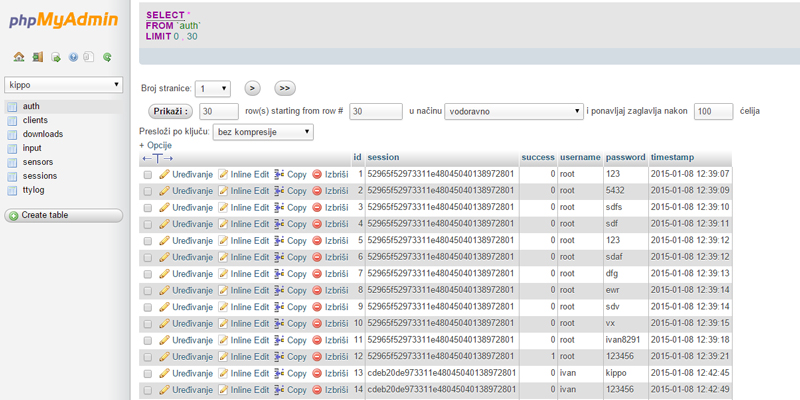 phpMyAdmin
kippo
auth
clients
downloads
input
sensors
sessions
ttylog
Create table
SELECT *
FROM `auth`
LIMIT 0 , 30
Broj stranice: 1 > >>
Prikaži : 30 row(s) starting from row # 30 u načinu vodoravno i ponavljaj zaglavlja nakon 100 ćelija
Presloži po ključu: bez kompresije
+ Opcije
←T→ id session success username password timestamp
Uređivanje Inline Edit Copy Izbriši 1 52965f52973311e48045040138972801 0 root 123 2015-01-08 12:39:07
Uređivanje Inline Edit Copy Izbriši 2 52965f52973311e48045040138972801 0 root 5432 2015-01-08 12:39:09
Uređivanje Inline Edit Copy Izbriši 3 52965f52973311e48045040138972801 0 root sdfs 2015-01-08 12:39:10
Uređivanje Inline Edit Copy Izbriši 4 52965f52973311e48045040138972801 0 root sdf 2015-01-08 12:39:11
Uređivanje Inline Edit Copy Izbriši 5 52965f52973311e48045040138972801 0 root 123 2015-01-08 12:39:12
Uređivanje Inline Edit Copy Izbriši 6 52965f52973311e48045040138972801 0 root sdaf 2015-01-08 12:39:12
Uređivanje Inline Edit Copy Izbriši 7 52965f52973311e48045040138972801 0 root dfg 2015-01-08 12:39:13
Uređivanje Inline Edit Copy Izbriši 8 52965f52973311e48045040138972801 0 root ewr 2015-01-08 12:39:14
Uređivanje Inline Edit Copy Izbriši 9 52965f52973311e48045040138972801 0 root sdv 2015-01-08 12:39:14
Uređivanje Inline Edit Copy Izbriši 10 52965f52973311e48045040138972801 0 root vx 2015-01-08 12:39:15
Uređivanje Inline Edit Copy Izbriši 11 52965f52973311e48045040138972801 0 root ivan8291 2015-01-08 12:39:18
Uređivanje Inline Edit Copy Izbriši 12 52965f52973311e48045040138972801 1 root 123456 2015-01-08 12:39:21
Uređivanje Inline Edit Copy Izbriši 13 cdeb20de973311e48045040138972801 0 ivan kippo 2015-01-08 12:42:45
Uređivanje Inline Edit Copy Izbriši 14 cdeb20de973311e48045040138972801 0 ivan 123456 2015-01-08 12:42:49